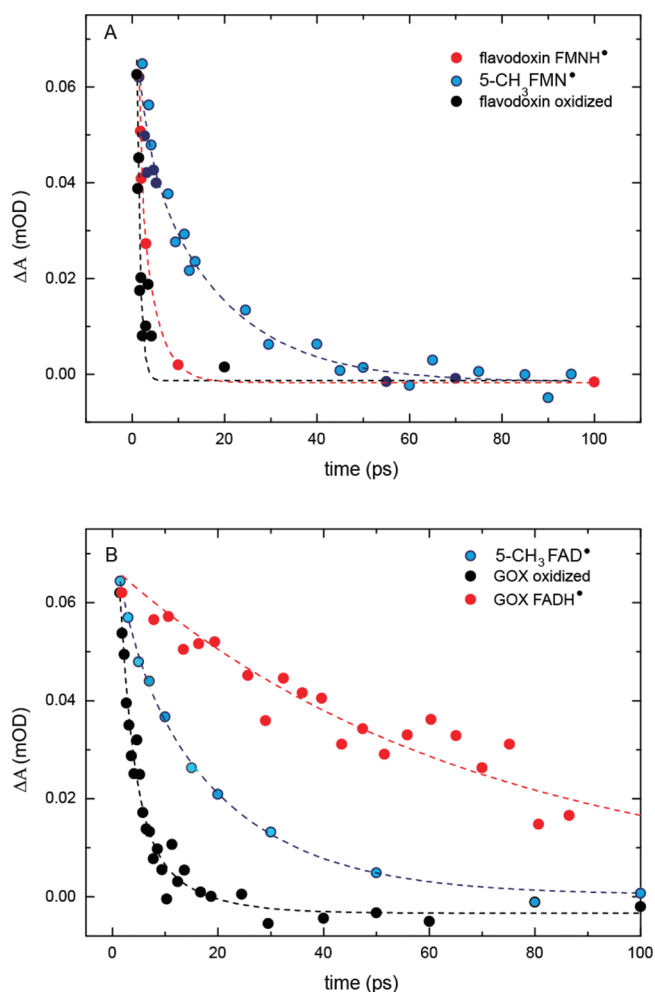 A
flavodoxin FMNH•
5-CH₃FMN•
flavodoxin oxidized
0.06
0.04
0.02
0.00
ΔA (mOD)
0
20
40
60
80
100
time (ps)
B
5-CH₃ FAD•
GOX oxidized
GOX FADH•
0.06
0.04
0.02
0.00
ΔA (mOD)
0
20
40
60
80
100
time (ps)